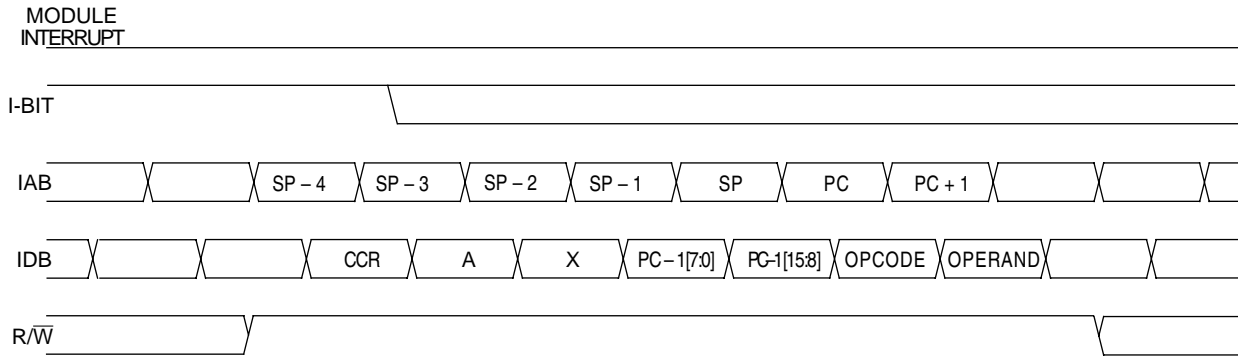 MODULE
INTERRUPT
I-BIT
IAB SP – 4 SP – 3 SP – 2 SP – 1 SP PC PC + 1
IDB CCR A X PC – 1[7:0] PC–1[15:8] OPCODE OPERAND
R/W̅